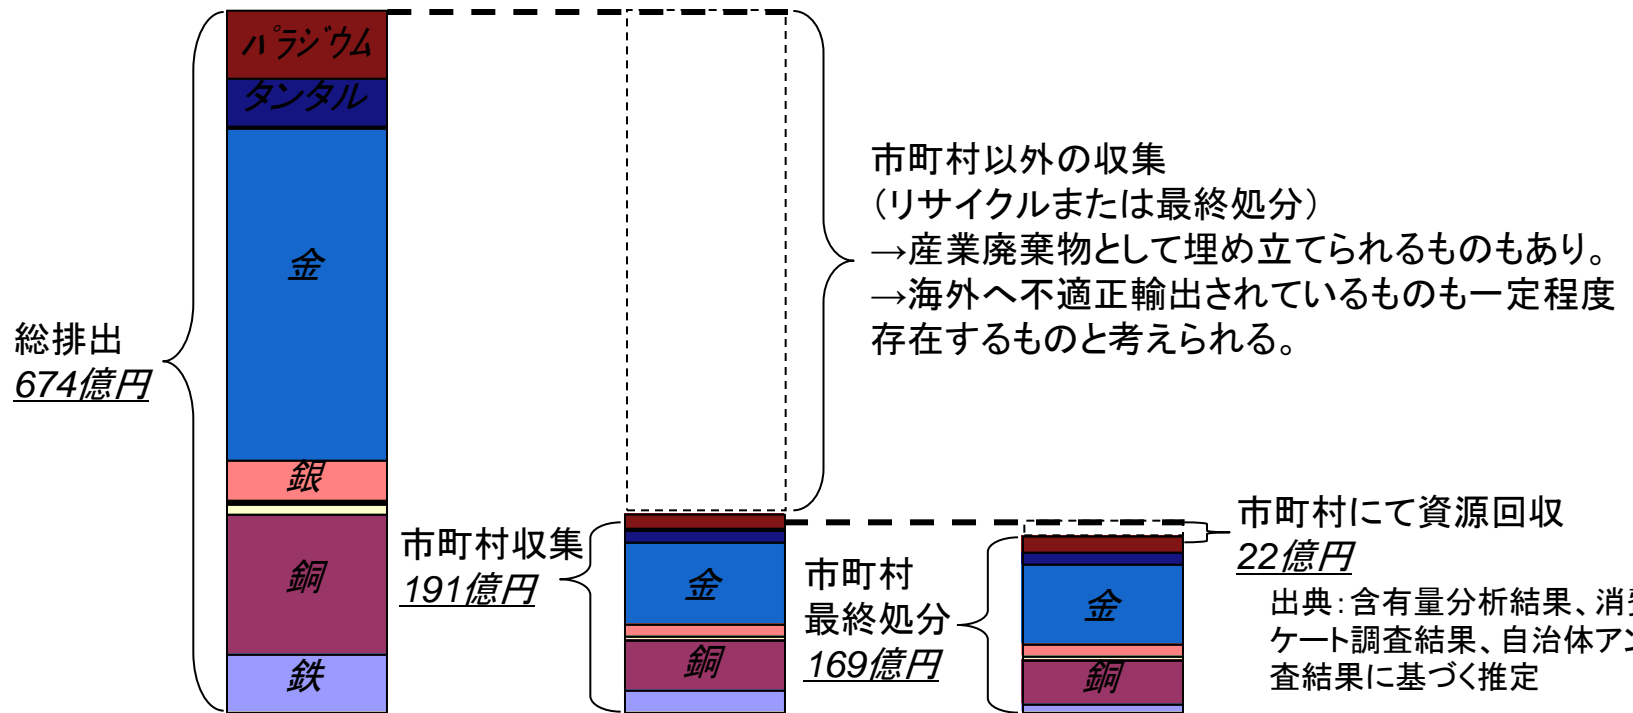 パラジウム
タンタル
金
銀
銅
鉄
総排出
674億円
市町村収集
191億円
金
銅
市町村以外の収集
（リサイクルまたは最終処分）
→産業廃棄物として埋め立てられるものもあり。
→海外へ不適正輸出されているものも一定程度
存在するものと考えられる。
市町村
最終処分
169億円
金
銅
市町村にて資源回収
22億円
出典：含有量分析結果、消費
ケート調査結果、自治体アン
査結果に基づく推定